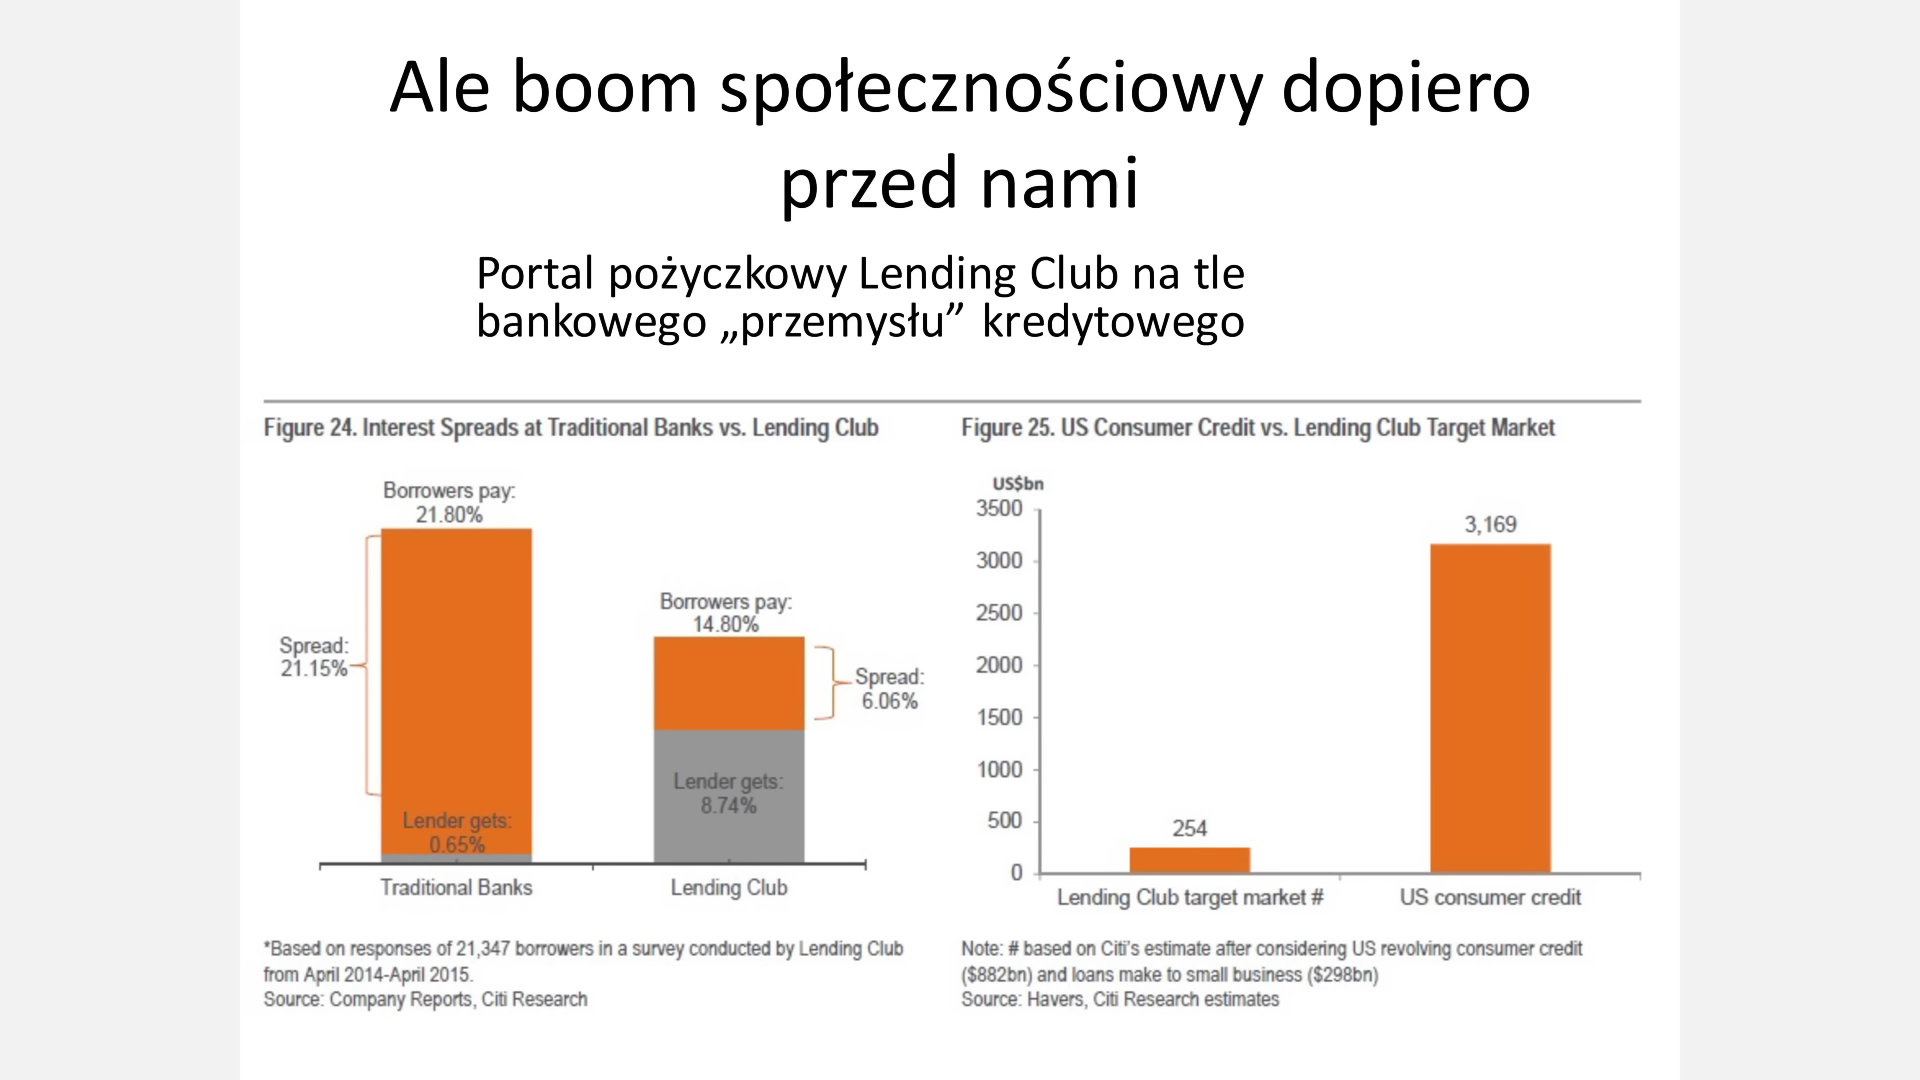 Ale boom społecznościowy dopiero
przed nami
Portal pożyczkowy Lending Club na tle
bankowego „przemysłu” kredytowego
Figure 24. Interest Spreads at Traditional Banks vs. Lending Club
Borrowers pay:
21.80%
Borrowers pay:
14.80%
Spread:
21.15%
Spread:
6.06%
Lender gets:
8.74%
Lender gets:
0.65%
Traditional Banks
Lending Club
*Based on responses of 21,347 borrowers in a survey conducted by Lending Club
from April 2014-April 2015.
Source: Company Reports, Citi Research
Figure 25. US Consumer Credit vs. Lending Club Target Market
US$bn
3500
3000
2500
2000
1500
1000
500
0
3,169
254
Lending Club target market #
US consumer credit
Note: # based on Citi's estimate after considering US revolving consumer credit
($882bn) and loans make to small business ($298bn)
Source: Havers, Citi Research estimates